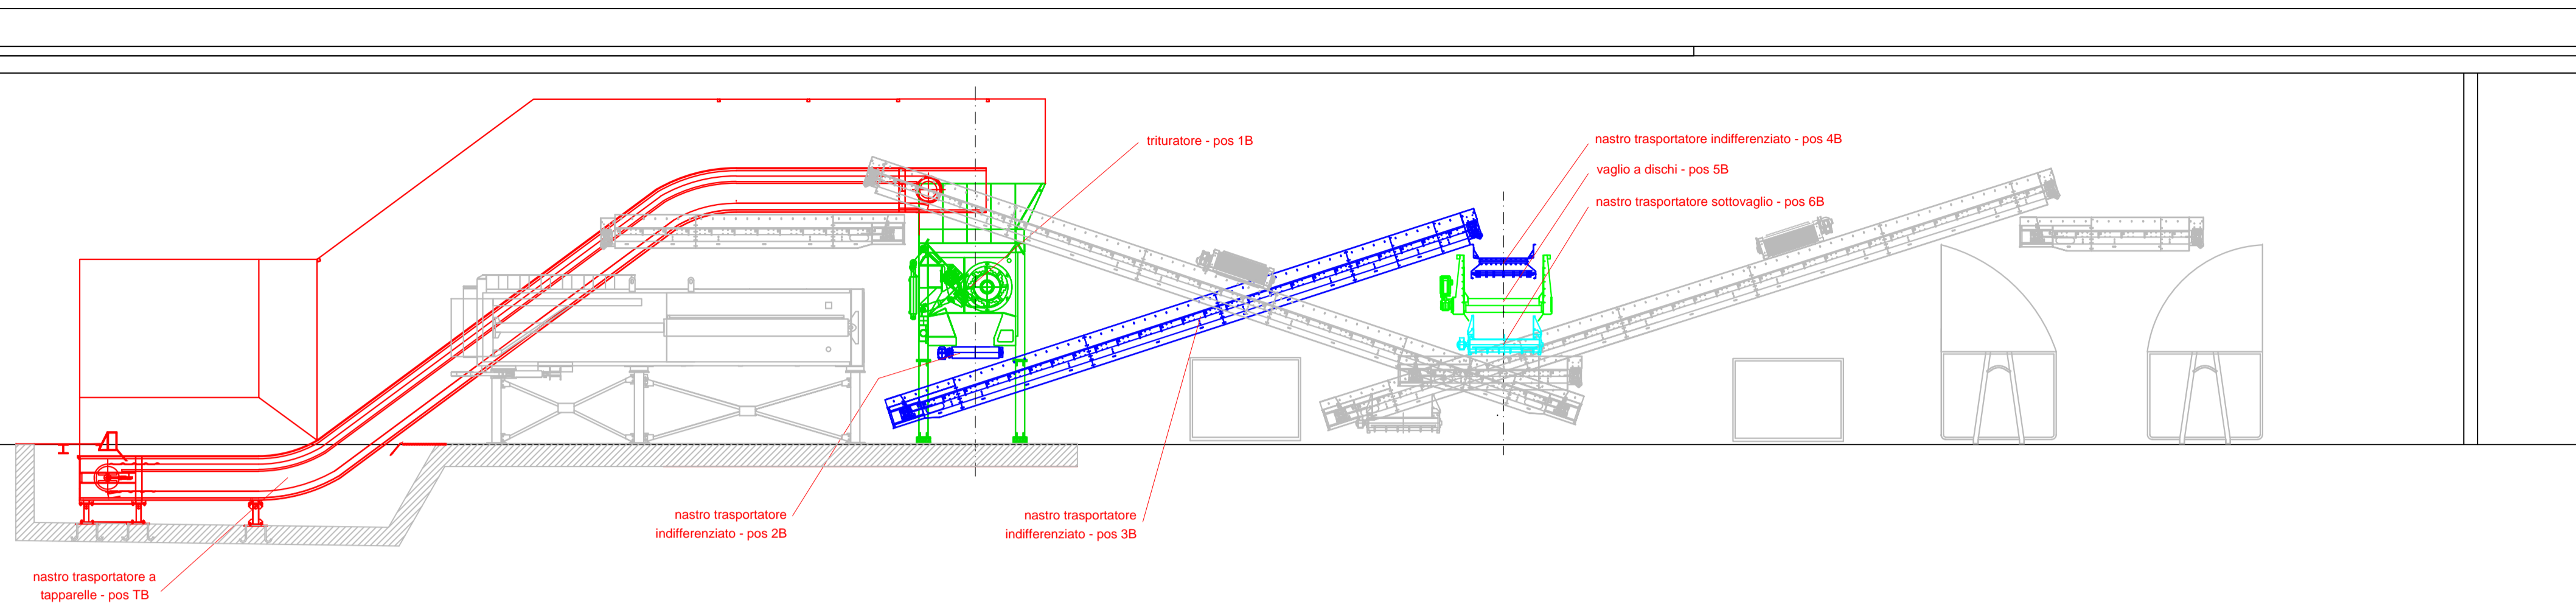 trituratore - pos 1B
nastro trasportatore indifferenziato - pos 4B
vaglio a dischi - pos 5B
nastro trasportatore sottovaglio - pos 6B
nastro trasportatore
indifferenziato - pos 2B
nastro trasportatore
indifferenziato - pos 3B
nastro trasportatore a
tapparelle - pos TB